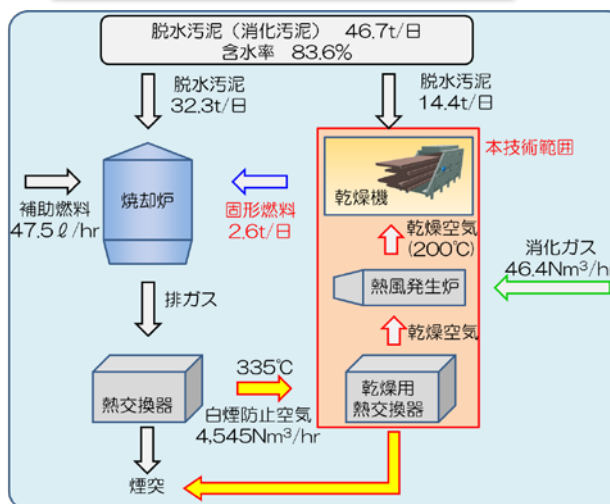 脱水汚泥（消化汚泥） 46.7t/日
含水率 83.6%
脱水汚泥
32.3t/日
脱水汚泥
14.4t/日
本技術範囲
焼却炉
補助燃料
47.5ℓ/hr
固形燃料
2.6t/日
乾燥機
乾燥空気
(200℃)
消化ガス
46.4Nm³/hr
熱風発生炉
排ガス
乾燥空気
335℃
熱交換器
白煙防止空気
4,545Nm³/hr
乾燥用
熱交換器
煙突